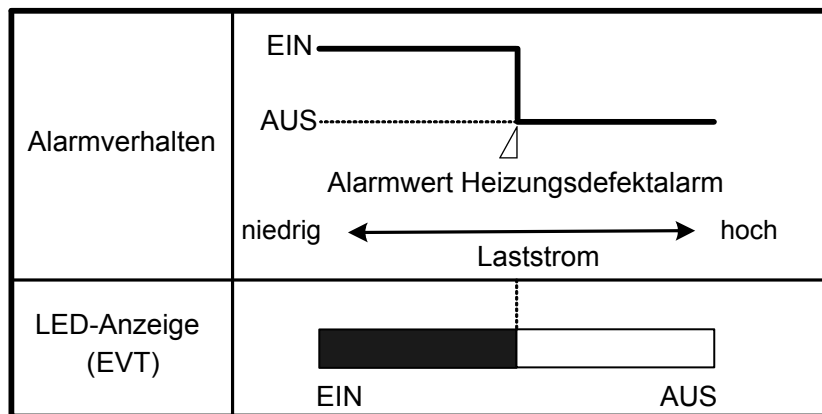 Alarmverhalten
EIN
AUS
Alarmwert Heizungsdefektalarm
niedrig hoch
Laststrom
LED-Anzeige
(EVT)
EIN AUS